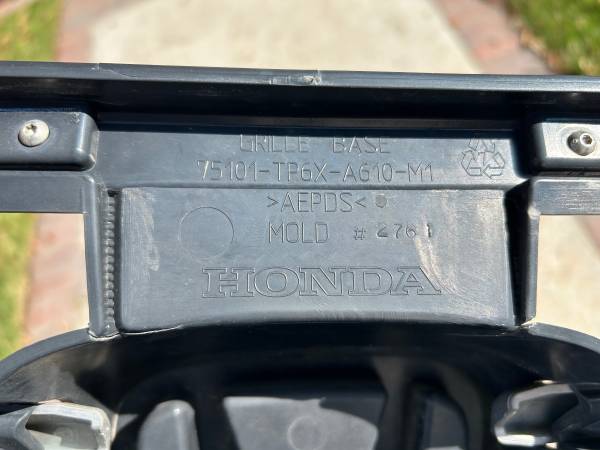 GRILLE BASE
75101-TP6X-A610-M1
>AEPDS<
MOLD # 2761
HONDA